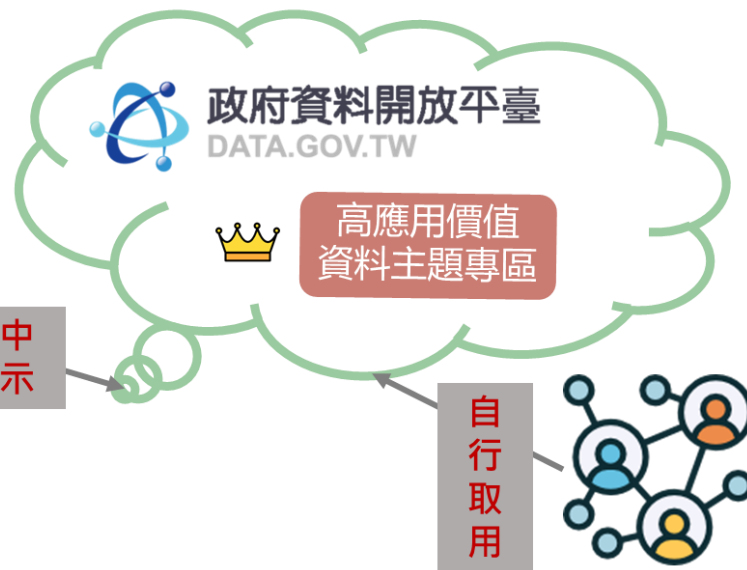 政府資料開放平臺
DATA.GOV.TW
高應用價值
資料主題專區
中
示
自
行
取
用